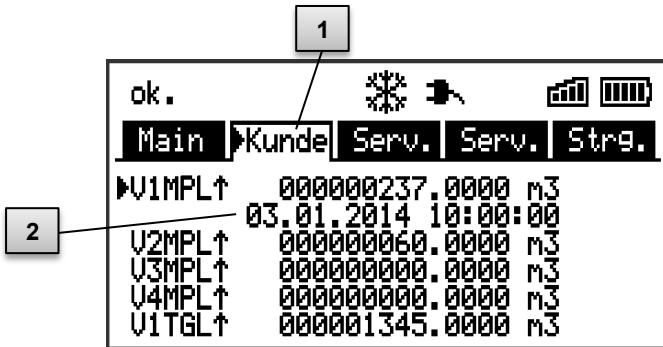 1
ok.
Main Kunde Serv. Serv. Strg.
V1MPL↑ 000000237.0000 m3
2
03.01.2014 10:00:00
V2MPL↑ 000000060.0000 m3
V3MPL↑ 000000000.0000 m3
V4MPL↑ 000000000.0000 m3
V1TGL↑ 000001345.0000 m3